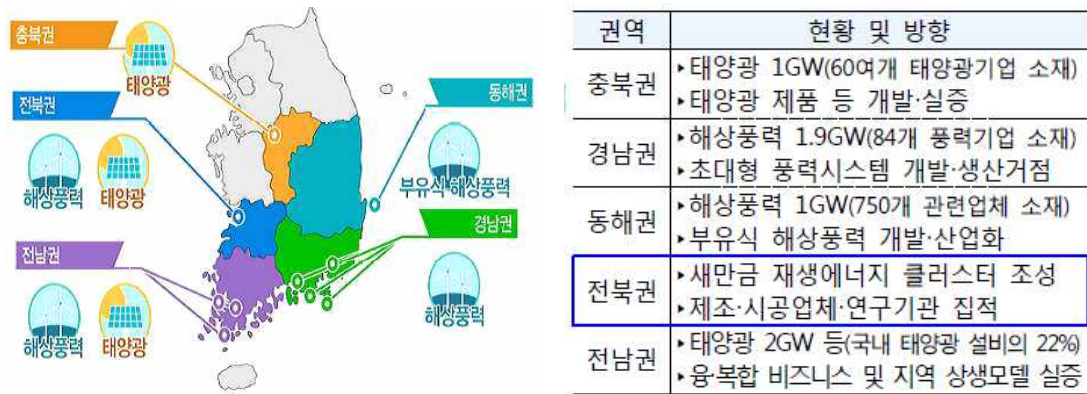 충북권
태양광
전북권
해상풍력
태양광
동해권
부유식 해상풍력
경남권
해상풍력
전남권
해상풍력
태양광
권역 현황 및 방향
충북권
▸태양광 1GW(60여개 태양광기업 소재)
▸태양광 제품 등 개발·실증
경남권
▸해상풍력 1.9GW(84개 풍력기업 소재)
▸초대형 풍력시스템 개발·생산거점
동해권
▸해상풍력 1GW(750개 관련업체 소재)
▸부유식 해상풍력 개발·산업화
전북권
▸새만금 재생에너지 클러스터 조성
▸제조·시공업체·연구기관 집적
전남권
▸태양광 2GW 등(국내 태양광 설비의 22%)
▸융·복합 비즈니스 및 지역 상생모델 실증